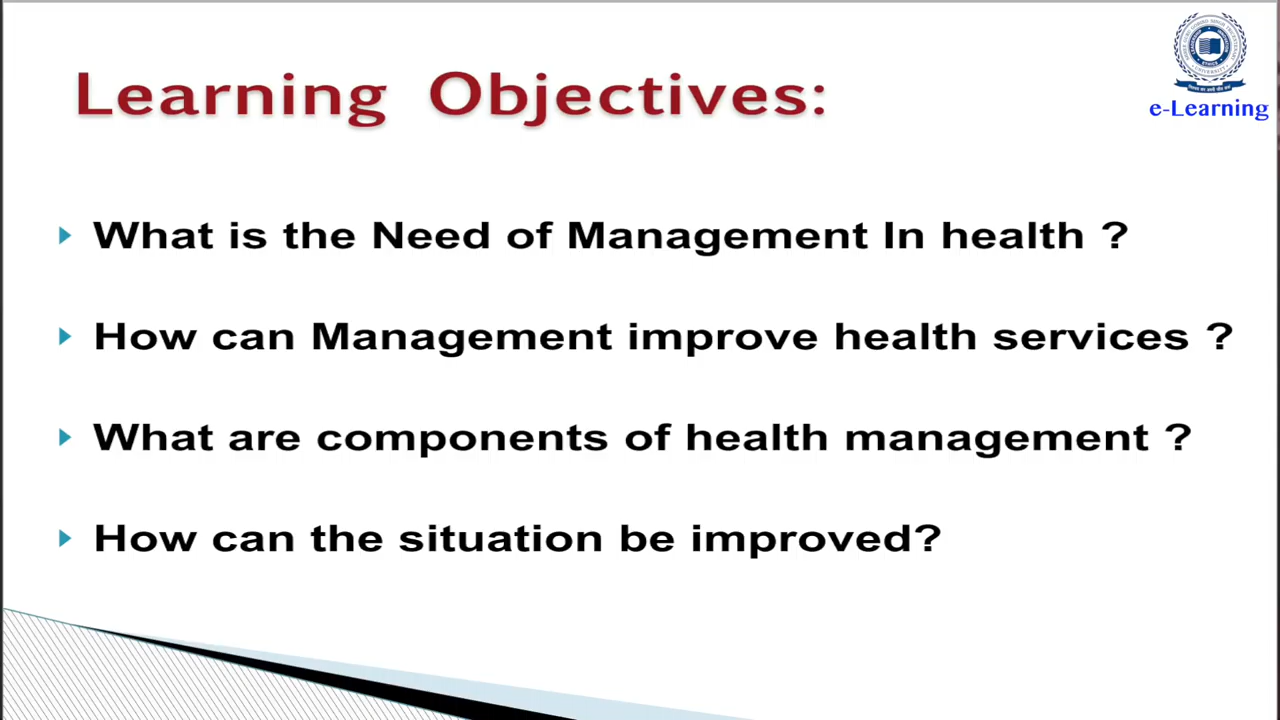 Learning Objectives:
ETHICS
e-Learning
What is the Need of Management In health ?
How can Management improve health services ?
What are components of health management ?
How can the situation be improved?